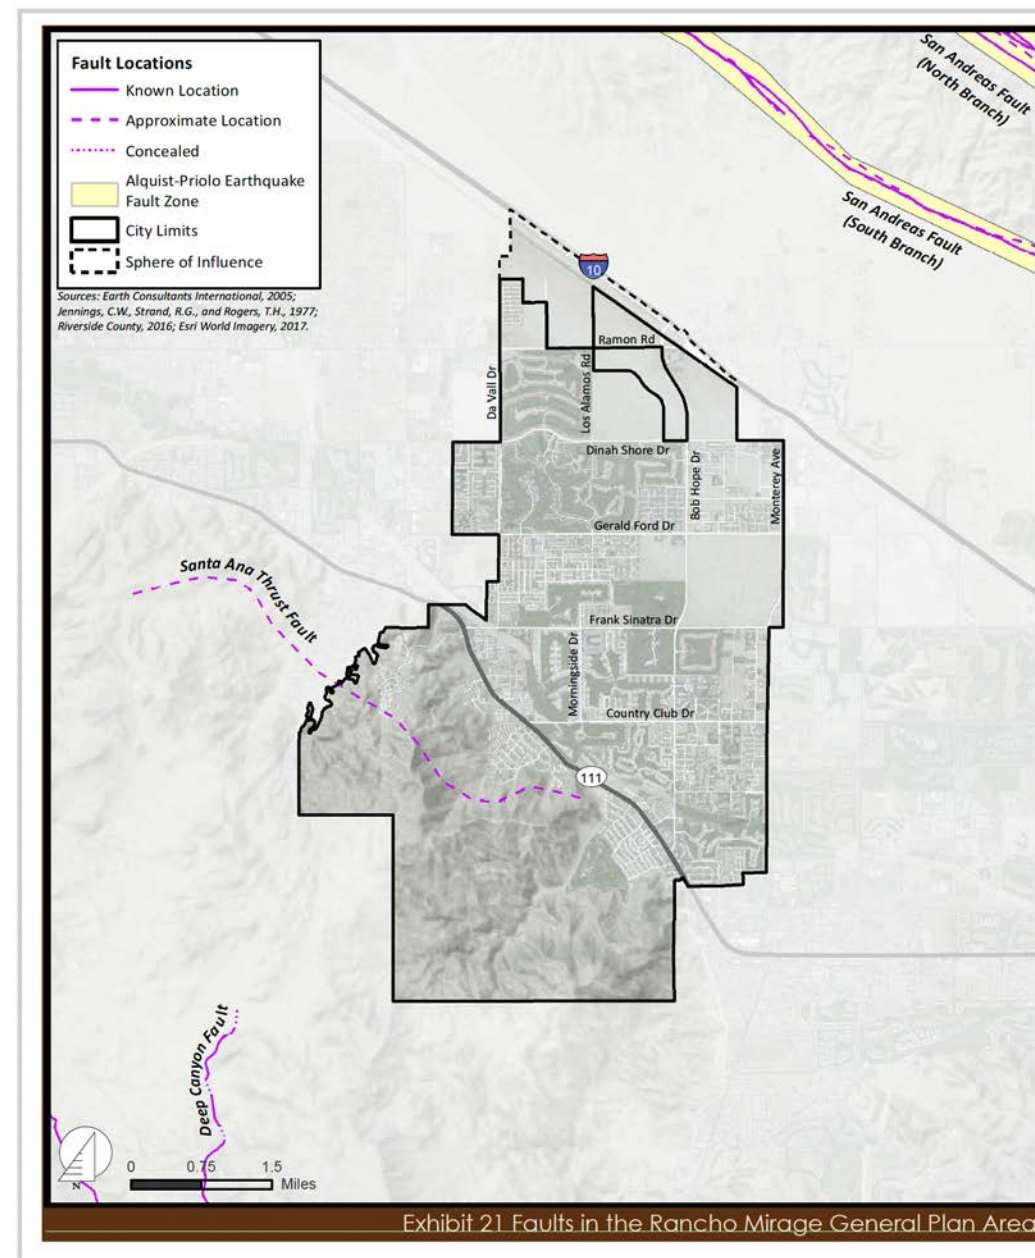 Fault Locations
Known Location
Approximate Location
Concealed
Alquist-Priolo Earthquake
Fault Zone
City Limits
Sphere of Influence
Sources: Earth Consultants International, 2005;
Jennings, C.W., Strand, R.G., and Rogers, T.H., 1977;
Riverside County, 2016; Esri World Imagery, 2017.
San Andreas Fault
(North Branch)
San Andreas Fault
(South Branch)
10
Ramon Rd
Da Vall Dr
Los Alamos Rd
Dinah Shore Dr
Bob Hope Dr
Monterey Ave
Gerald Ford Dr
Santa Ana Thrust Fault
Frank Sinatra Dr
Morningside Dr
Country Club Dr
111
Deep Canyon Fault
N
0 0.75 1.5
Miles
Exhibit 21 Faults in the Rancho Mirage General Plan Area